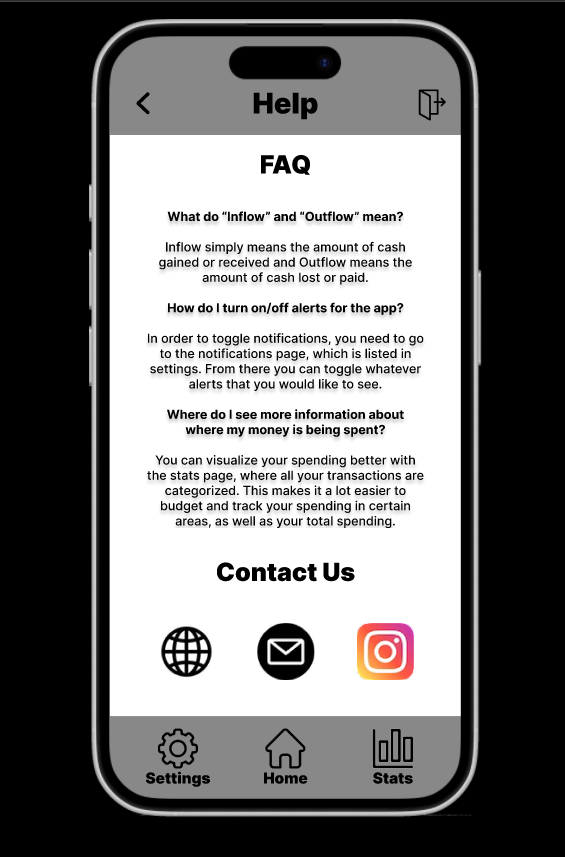 Help
FAQ
What do “Inflow” and “Outflow” mean?
Inflow simply means the amount of cash
gained or received and Outflow means the
amount of cash lost or paid.
How do I turn on/off alerts for the app?
In order to toggle notifications, you need to go
to the notifications page, which is listed in
settings. From there you can toggle whatever
alerts that you would like to see.
Where do I see more information about
where my money is being spent?
You can visualize your spending better with
the stats page, where all your transactions are
categorized. This makes it a lot easier to
budget and track your spending in certain
areas, as well as your total spending.
Contact Us
Settings
Home
Stats